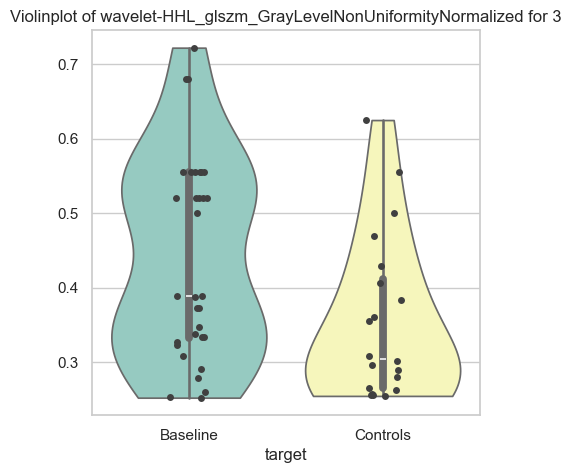 Violinplot of wavelet-HHL_glszm_GrayLevelNonUniformityNormalized for 3
0.7
0.6
0.5
0.4
0.3
Baseline Controls
target